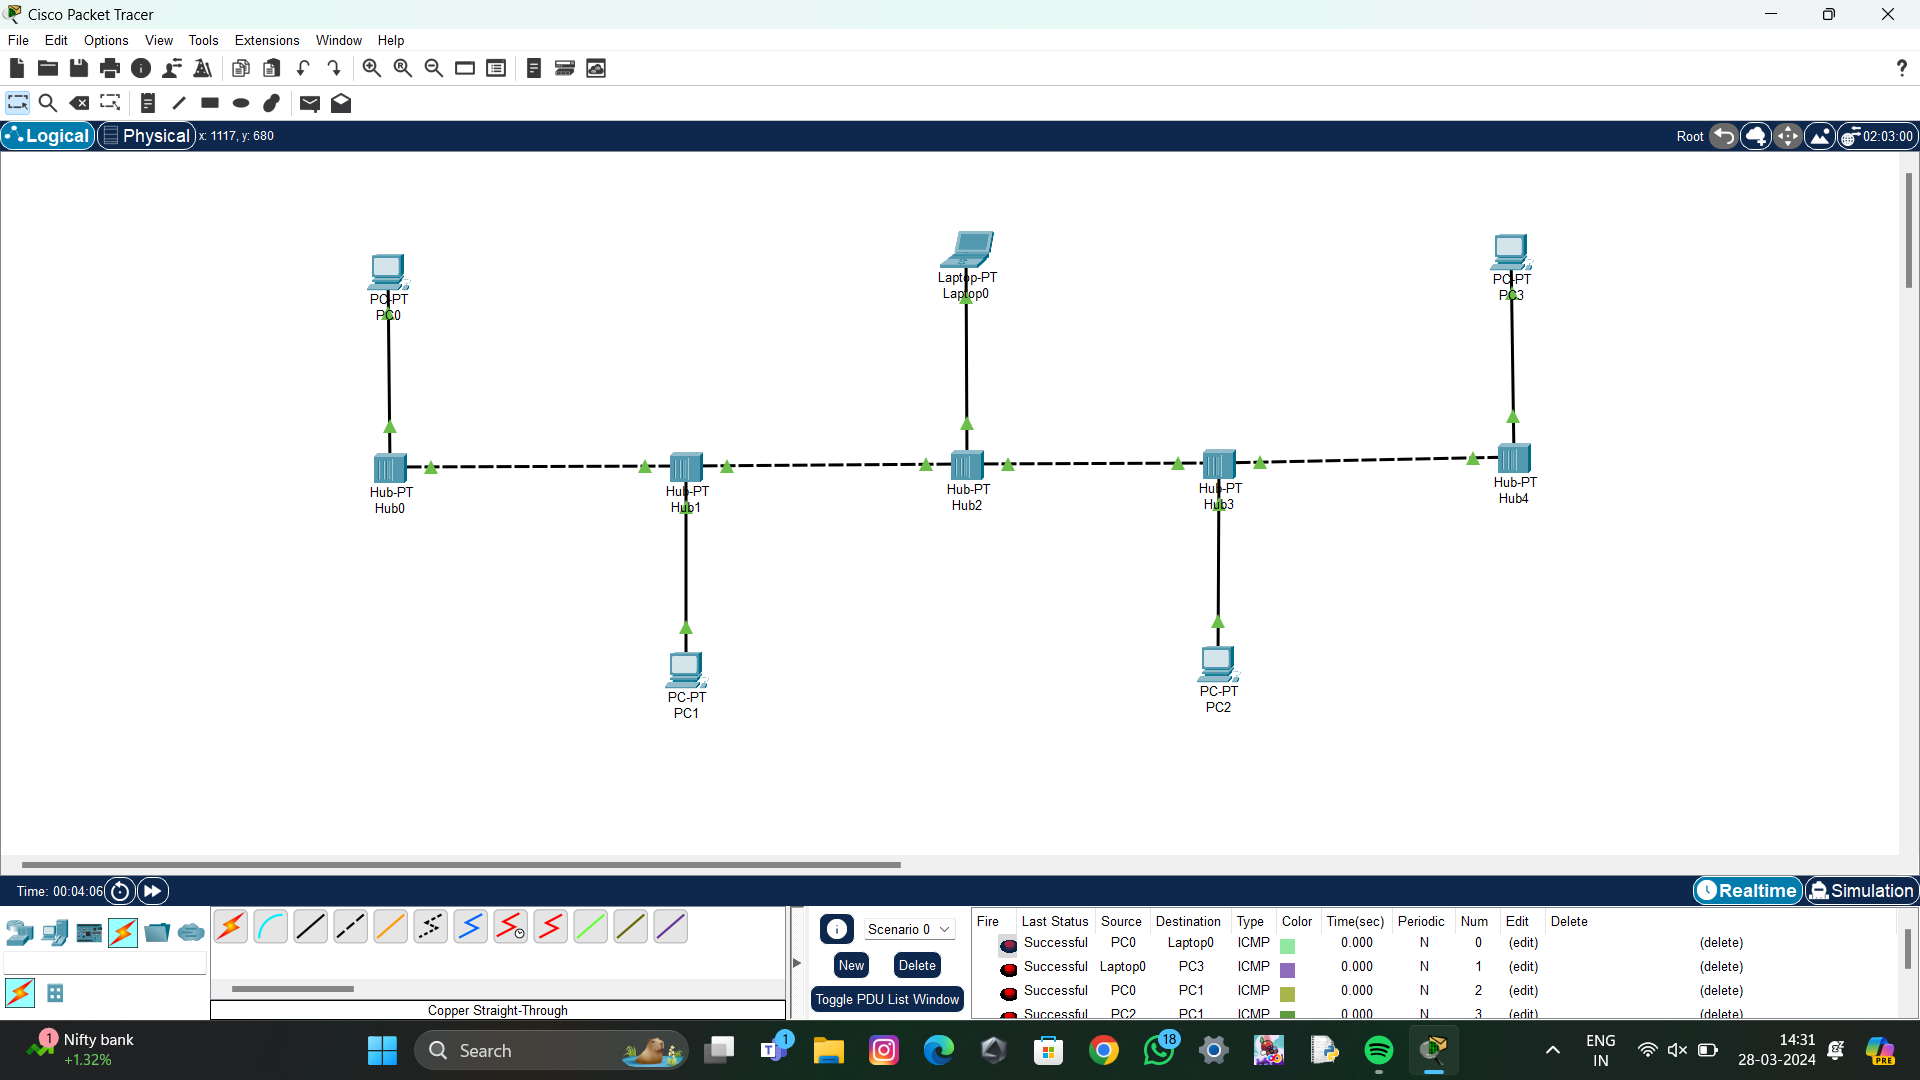 Cisco Packet Tracer
File Edit Options View Tools Extensions Window Help
?
Logical Physical x: 1117, y: 680 Root 02:03:00
PC-PT
PC0
Laptop-PT
Laptop0
PC-PT
PC3
Hub-PT
Hub0
Hub-PT
Hub1
Hub-PT
Hub2
Hub-PT
Hub3
Hub-PT
Hub4
PC-PT
PC1
PC-PT
PC2
Time: 00:04:06 Realtime Simulation
Copper Straight-Through
Scenario 0
New Delete
Toggle PDU List Window
Fire Last Status Source Destination Type Color Time(sec) Periodic Num Edit Delete
Successful PC0 Laptop0 ICMP 0.000 N 0 (edit) (delete)
Successful Laptop0 PC3 ICMP 0.000 N 1 (edit) (delete)
Successful PC0 PC1 ICMP 0.000 N 2 (edit) (delete)
Successful PC2 PC1 ICMP 0.000 N 3 (edit) (delete)
1 Nifty bank
+1.32%
Search
1
18
ENG
IN
14:31
28-03-2024
PRE